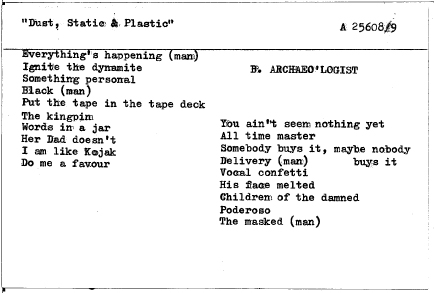 "Dust, Static & Plastic"
A 25608/9
Everything's happening (man)
Ignite the dynamite
Something personal
Black (man)
Put the tape in the tape deck
The kingpin
Words in a jar
Her Dad doesn't
I am like Kojak
Do me a favour
B. ARCHAEO'LOGIST
You ain't seem nothing yet
All time master
Somebody buys it, maybe nobody
Delivery (man) buys it
Vocal confetti
His face melted
Children of the damned
Poderoso
The masked (man)